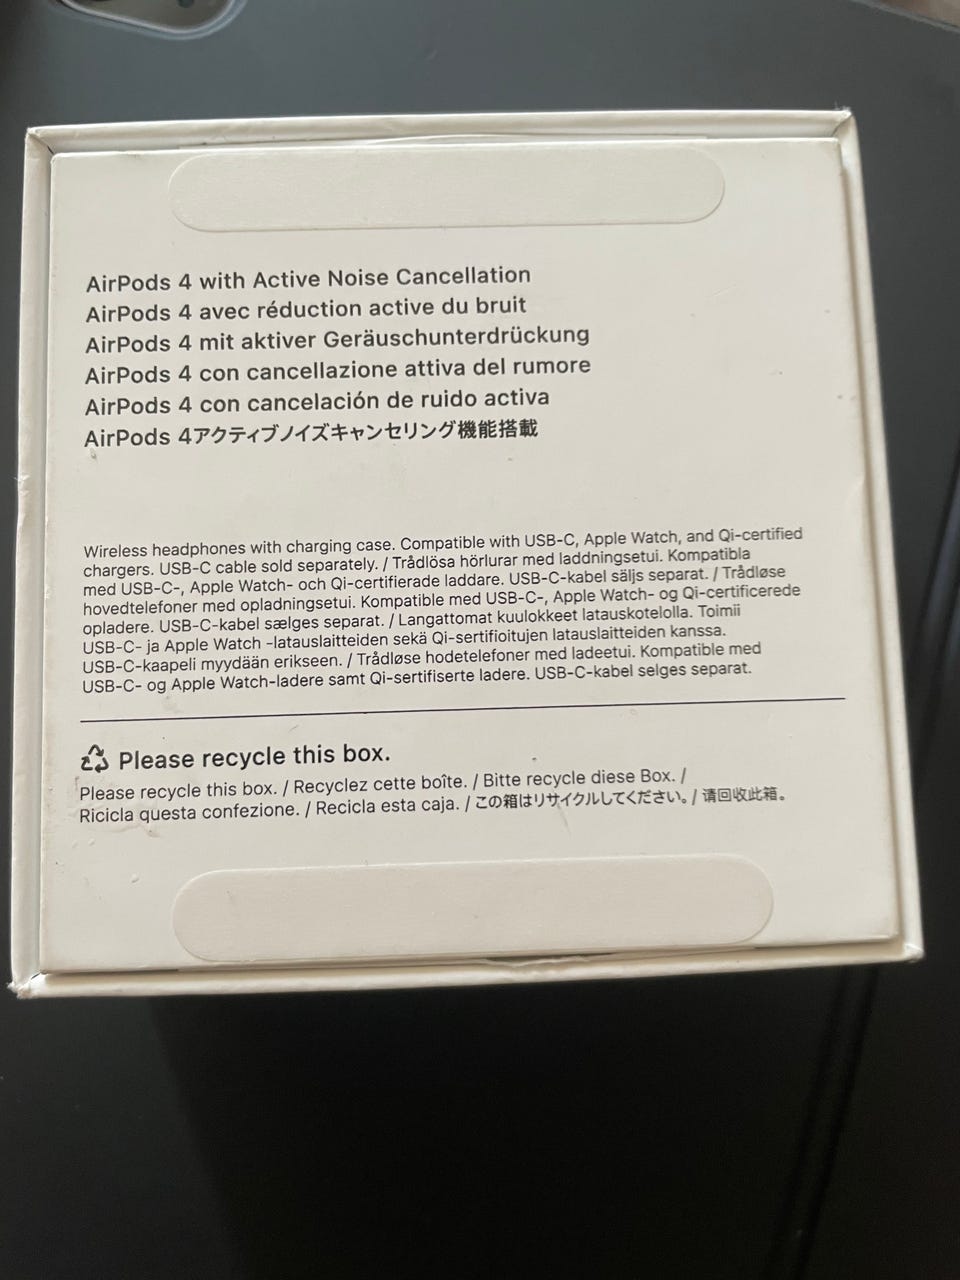 AirPods 4 with Active Noise Cancellation
AirPods 4 avec réduction active du bruit
AirPods 4 mit aktiver Geräuschunterdrückung
AirPods 4 con cancellazione attiva del rumore
AirPods 4 con cancelación de ruido activa
AirPods 4アクティブノイズキャンセリング機能搭載
Wireless headphones with charging case. Compatible with USB-C, Apple Watch, and Qi-certified
chargers. USB-C cable sold separately. / Trådlösa hörlurar med laddningsetui. Kompatibla
med USB-C-, Apple Watch- och Qi-certifierade laddare. USB-C-kabel säljs separat. / Trådløse
hovedtelefoner med opladningsetui. Kompatible med USB-C-, Apple Watch- og Qi-certificerede
opladere. USB-C-kabel sælges separat. / Langattomat kuulokkeet latauskotelolla. Toimii
USB-C- ja Apple Watch -latauslaitteiden sekä Qi-sertifioitujen latauslaitteiden kanssa.
USB-C-kaapeli myydään erikseen. / Trådløse hodetelefoner med ladeetui. Kompatible med
USB-C- og Apple Watch-ladere samt Qi-sertifiserte ladere. USB-C-kabel selges separat.
Please recycle this box.
Please recycle this box. / Recyclez cette boîte. / Bitte recycle diese Box. /
Ricicla questa confezione. / Recicla esta caja. / この箱はリサイクルしてください。/ 请回收此箱。